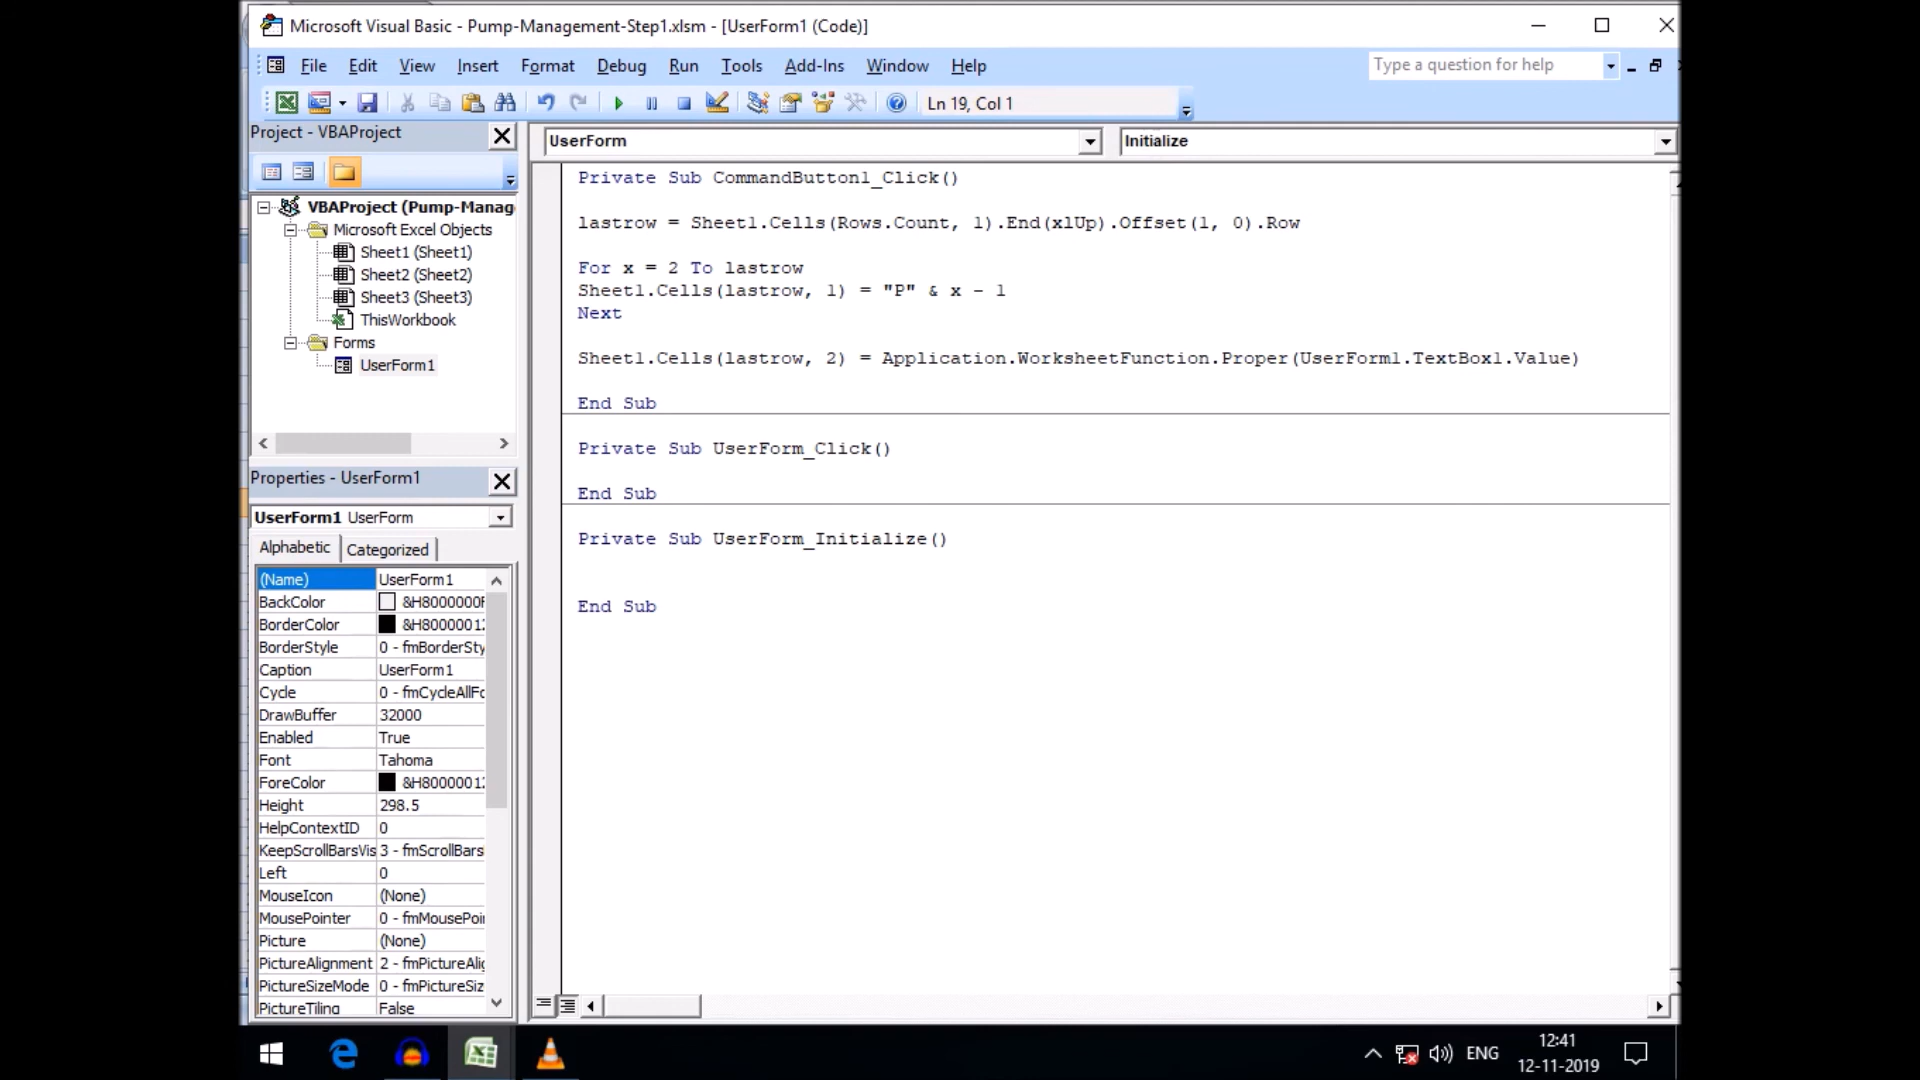 Microsoft Visual Basic - Pump-Management-Step1.xlsm - [UserForm1 (Code)]
File Edit View Insert Format Debug Run Tools Add-Ins Window Help
Type a question for help
Ln 19, Col 1
Project - VBAProject
UserForm
Initialize
VBAProject (Pump-Manag
Microsoft Excel Objects
Sheet1 (Sheet1)
Sheet2 (Sheet2)
Sheet3 (Sheet3)
ThisWorkbook
Forms
UserForm1
Properties - UserForm1
UserForm1 UserForm
Alphabetic Categorized
(Name) UserForm1
BackColor &H8000000F
BorderColor &H80000012
BorderStyle 0 - fmBorderSty
Caption UserForm1
Cycle 0 - fmCycleAllFo
DrawBuffer 32000
Enabled True
Font Tahoma
ForeColor &H80000012
Height 298.5
HelpContextID 0
KeepScrollBarsVis 3 - fmScrollBars
Left 0
MouseIcon (None)
MousePointer 0 - fmMousePoin
Picture (None)
PictureAlignment 2 - fmPictureAlig
PictureSizeMode 0 - fmPictureSiz
PictureTiling False
Private Sub CommandButton1_Click()
lastrow = Sheet1.Cells(Rows.Count, 1).End(xlUp).Offset(1, 0).Row
For x = 2 To lastrow
Sheet1.Cells(lastrow, 1) = "P" & x - 1
Next
Sheet1.Cells(lastrow, 2) = Application.WorksheetFunction.Proper(UserForm1.TextBox1.Value)
End Sub
Private Sub UserForm_Click()
End Sub
Private Sub UserForm_Initialize()
End Sub
ENG
12:41
12-11-2019